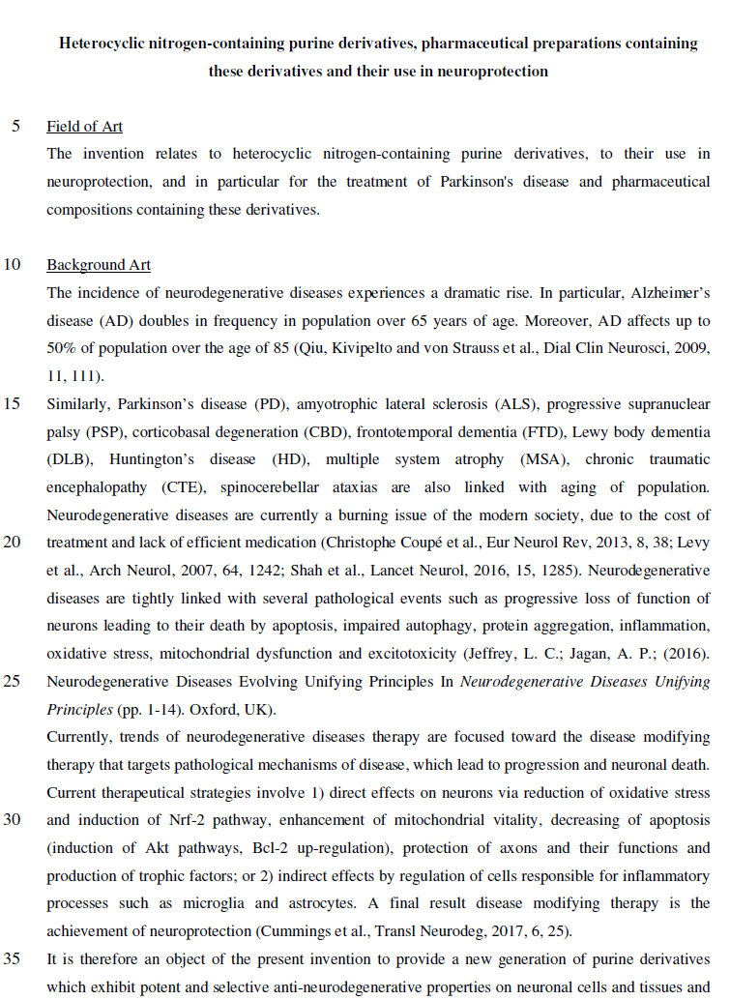 Heterocyclic nitrogen-containing purine derivatives, pharmaceutical preparations containing
these derivatives and their use in neuroprotection
5 Field of Art
The invention relates to heterocyclic nitrogen-containing purine derivatives, to their use in
neuroprotection, and in particular for the treatment of Parkinson's disease and pharmaceutical
compositions containing these derivatives.
10 Background Art
The incidence of neurodegenerative diseases experiences a dramatic rise. In particular, Alzheimer’s
disease (AD) doubles in frequency in population over 65 years of age. Moreover, AD affects up to
50% of population over the age of 85 (Qiu, Kivipelto and von Strauss et al., Dial Clin Neurosci, 2009,
11, 111).
15 Similarly, Parkinson’s disease (PD), amyotrophic lateral sclerosis (ALS), progressive supranuclear
palsy (PSP), corticobasal degeneration (CBD), frontotemporal dementia (FTD), Lewy body dementia
(DLB), Huntington’s disease (HD), multiple system atrophy (MSA), chronic traumatic
encephalopathy (CTE), spinocerebellar ataxias are also linked with aging of population.
Neurodegenerative diseases are currently a burning issue of the modern society, due to the cost of
20 treatment and lack of efficient medication (Christophe Coupé et al., Eur Neurol Rev, 2013, 8, 38; Levy
et al., Arch Neurol, 2007, 64, 1242; Shah et al., Lancet Neurol, 2016, 15, 1285). Neurodegenerative
diseases are tightly linked with several pathological events such as progressive loss of function of
neurons leading to their death by apoptosis, impaired autophagy, protein aggregation, inflammation,
oxidative stress, mitochondrial dysfunction and excitotoxicity (Jeffrey, L. C.; Jagan, A. P.; (2016).
25 Neurodegenerative Diseases Evolving Unifying Principles In Neurodegenerative Diseases Unifying
Principles (pp. 1-14). Oxford, UK).
Currently, trends of neurodegenerative diseases therapy are focused toward the disease modifying
therapy that targets pathological mechanisms of disease, which lead to progression and neuronal death.
Current therapeutical strategies involve 1) direct effects on neurons via reduction of oxidative stress
30 and induction of Nrf-2 pathway, enhancement of mitochondrial vitality, decreasing of apoptosis
(induction of Akt pathways, Bcl-2 up-regulation), protection of axons and their functions and
production of trophic factors; or 2) indirect effects by regulation of cells responsible for inflammatory
processes such as microglia and astrocytes. A final result disease modifying therapy is the
achievement of neuroprotection (Cummings et al., Transl Neurodeg, 2017, 6, 25).
35 It is therefore an object of the present invention to provide a new generation of purine derivatives
which exhibit potent and selective anti-neurodegenerative properties on neuronal cells and tissues and